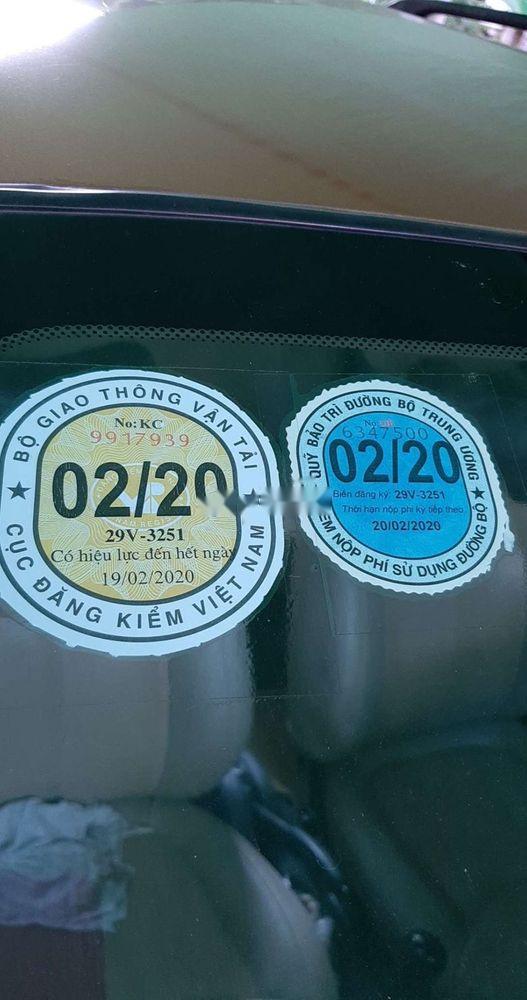 BỘ GIAO THÔNG VẬN TẢI
No: KC
9917939
02/20
29V-3251
Có hiệu lực đến hết ngày
19/02/2020
CỤC ĐĂNG KIỂM VIỆT NAM
QUỸ BẢO TRÌ ĐƯỜNG BỘ TRUNG ƯƠNG
No:
6347500
02/20
Biển đăng ký: 29V-3251
Thời hạn nộp phí kỳ tiếp theo
20/02/2020
NỘP PHÍ SỬ DỤNG ĐƯỜNG BỘ